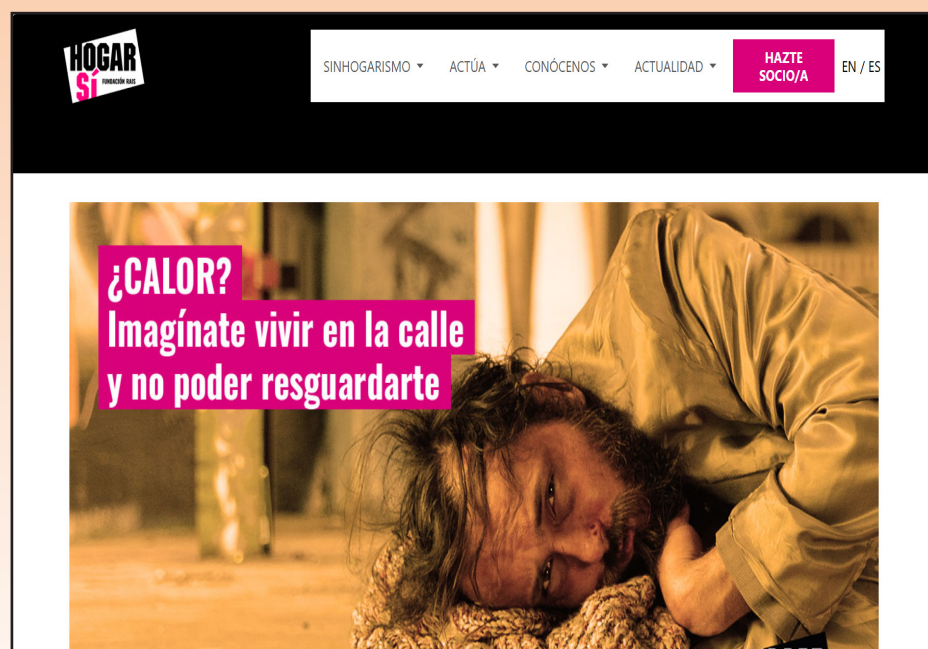 HOGAR
SÍ FUNDACIÓN RAIS
SINHOGARISMO
ACTÚA
CONÓCENOS
ACTUALIDAD
HAZTE
SOCIO/A
EN / ES
¿CALOR?
Imagínate vivir en la calle
y no poder resguardarte